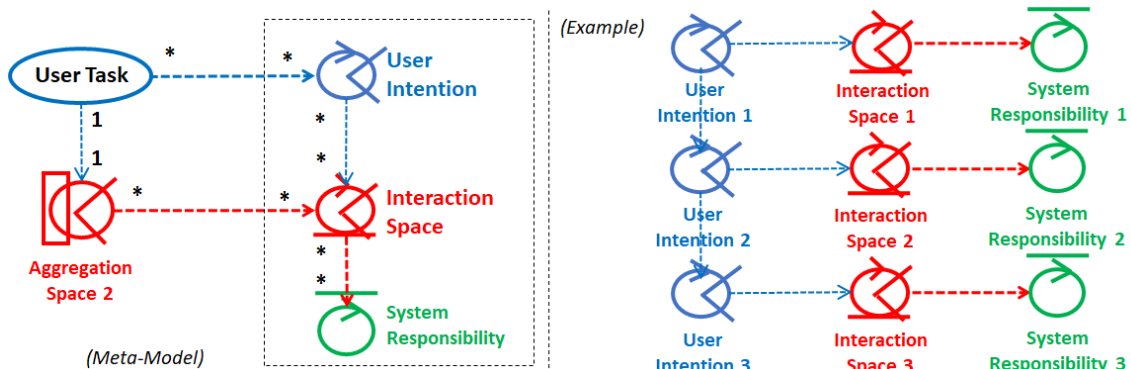 User Task
*
*
User
Intention
1
1
*
*
*
*
Interaction
Space
Aggregation
Space 2
*
*
System
Responsibility
(Meta-Model)
(Example)
User
Intention 1
Interaction
Space 1
System
Responsibility 1
User
Intention 2
Interaction
Space 2
System
Responsibility 2
User
Intention 3
Interaction
Space 3
System
Responsibility 3